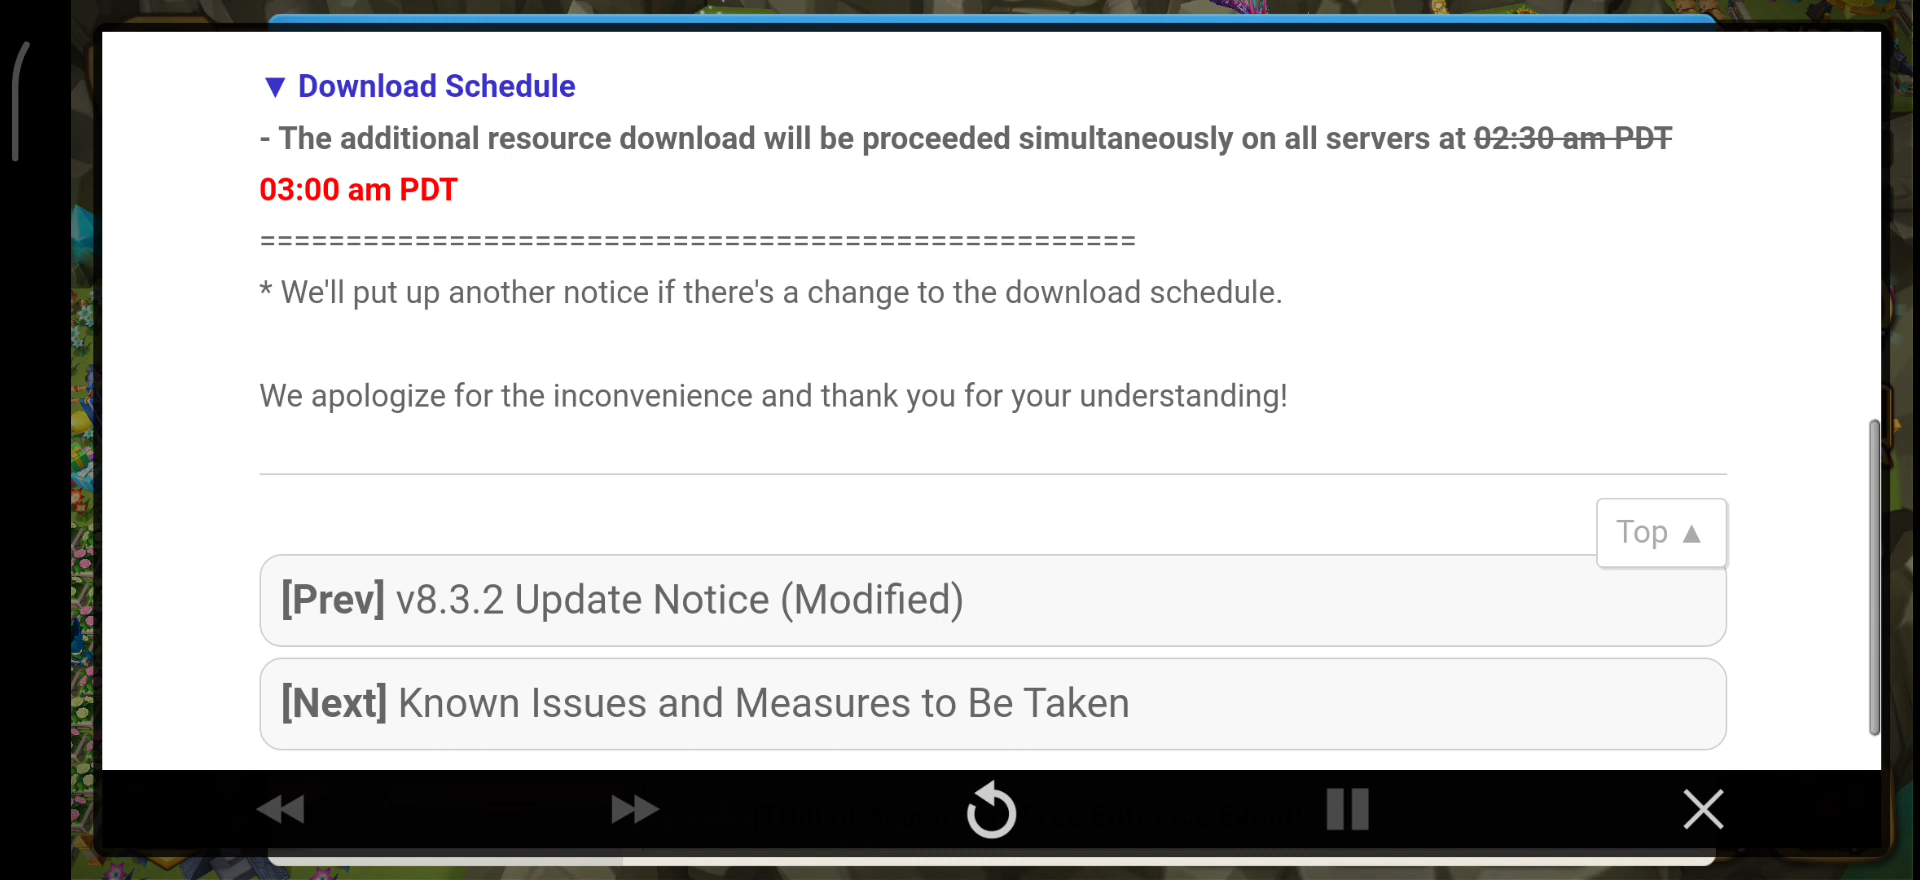 ▼ Download Schedule
- The additional resource download will be proceeded simultaneously on all servers at 02:30 am PDT
03:00 am PDT
===================================================
* We'll put up another notice if there's a change to the download schedule.
We apologize for the inconvenience and thank you for your understanding!
Top ▲
[Prev] v8.3.2 Update Notice (Modified)
[Next] Known Issues and Measures to Be Taken